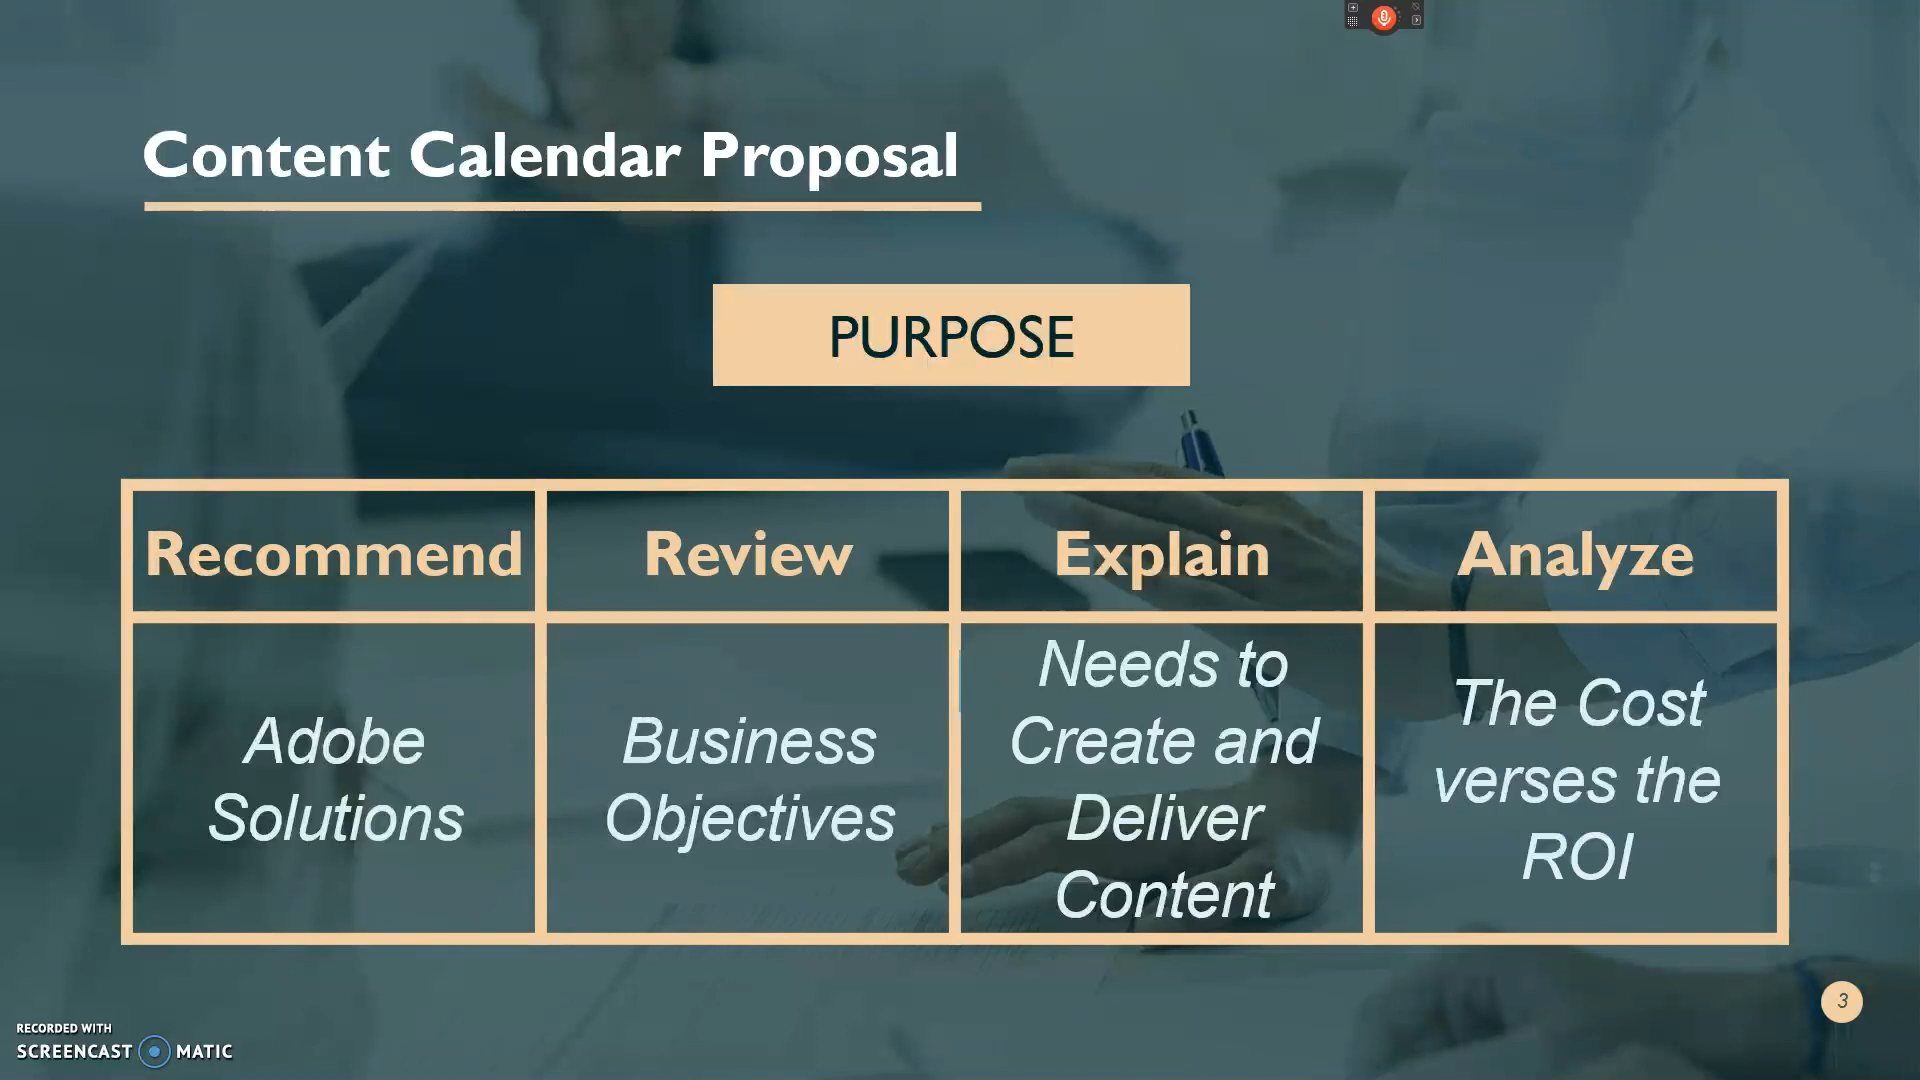 Content Calendar Proposal
PURPOSE
Recommend
Review
Explain
Analyze
Adobe
Solutions
Business
Objectives
Needs to
Create and
Deliver
Content
The Cost
verses the
ROI
3
RECORDED WITH
SCREENCAST MATIC